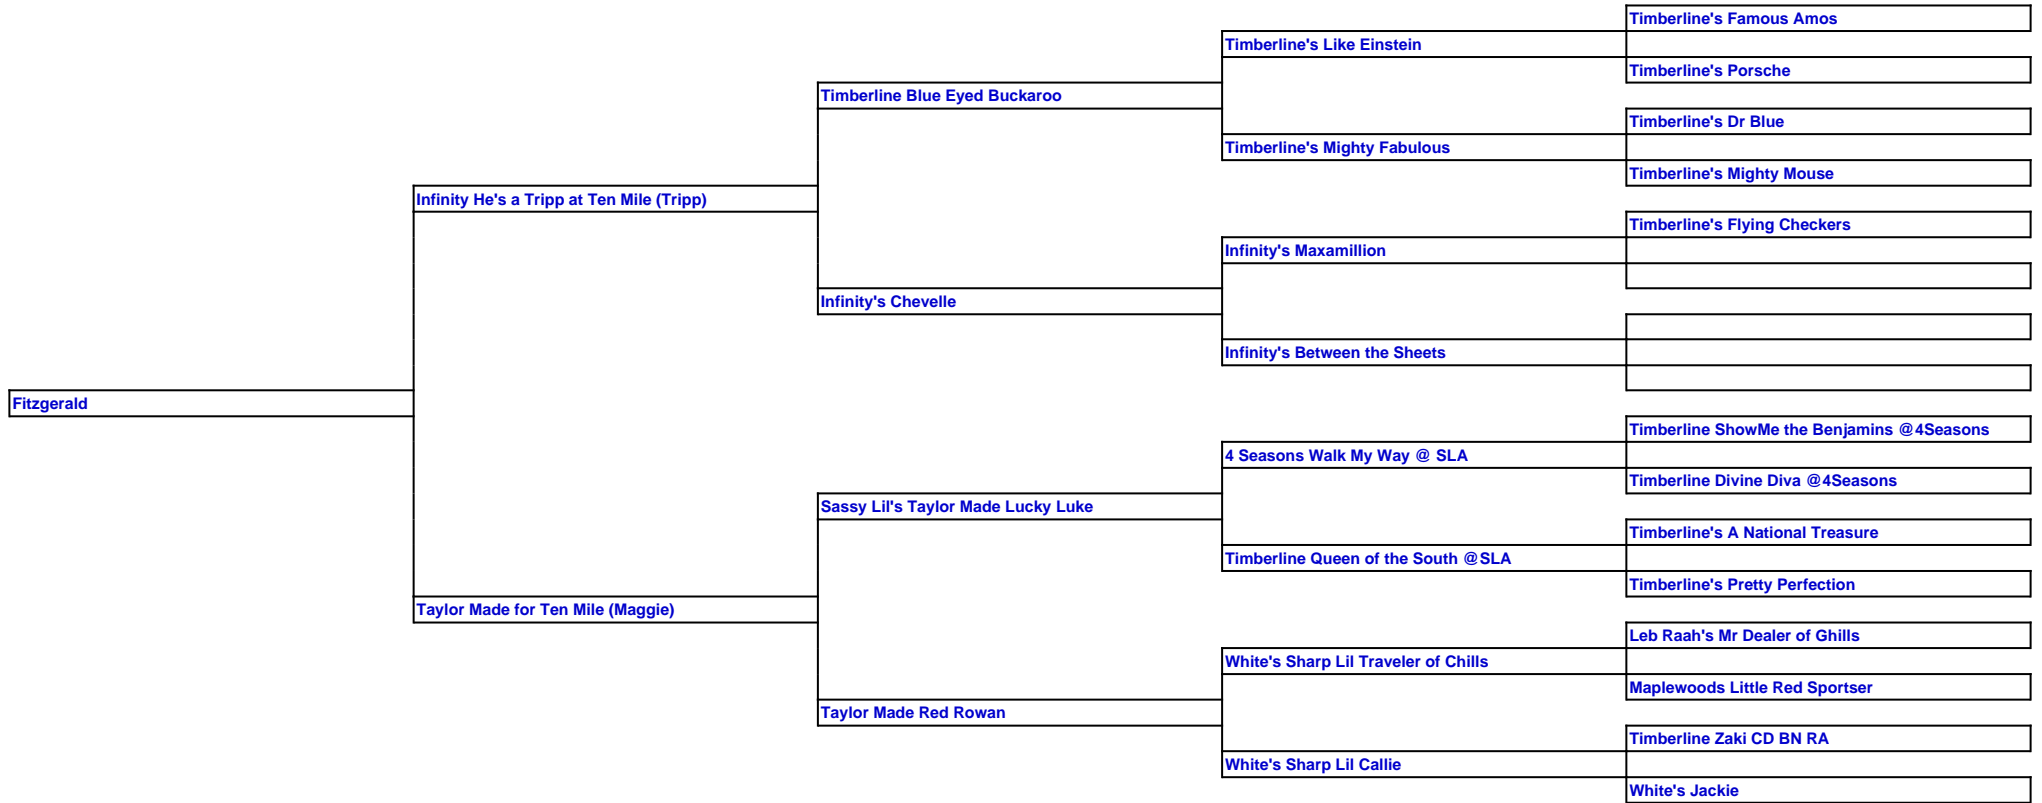 Timberline's Famous Amos
Timberline's Like Einstein
Timberline's Porsche
Timberline Blue Eyed Buckaroo
Timberline's Dr Blue
Timberline's Mighty Fabulous
Timberline's Mighty Mouse
Infinity He's a Tripp at Ten Mile (Tripp)
Timberline's Flying Checkers
Infinity's Maxamillion
Infinity's Chevelle
Infinity's Between the Sheets
Fitzgerald
Timberline ShowMe the Benjamins @4Seasons
4 Seasons Walk My Way @ SLA
Timberline Divine Diva @4Seasons
Sassy Lil's Taylor Made Lucky Luke
Timberline's A National Treasure
Timberline Queen of the South @SLA
Timberline's Pretty Perfection
Taylor Made for Ten Mile (Maggie)
Leb Raah's Mr Dealer of Ghills
White's Sharp Lil Traveler of Chills
Maplewoods Little Red Sportser
Taylor Made Red Rowan
Timberline Zaki CD BN RA
White's Sharp Lil Callie
White's Jackie